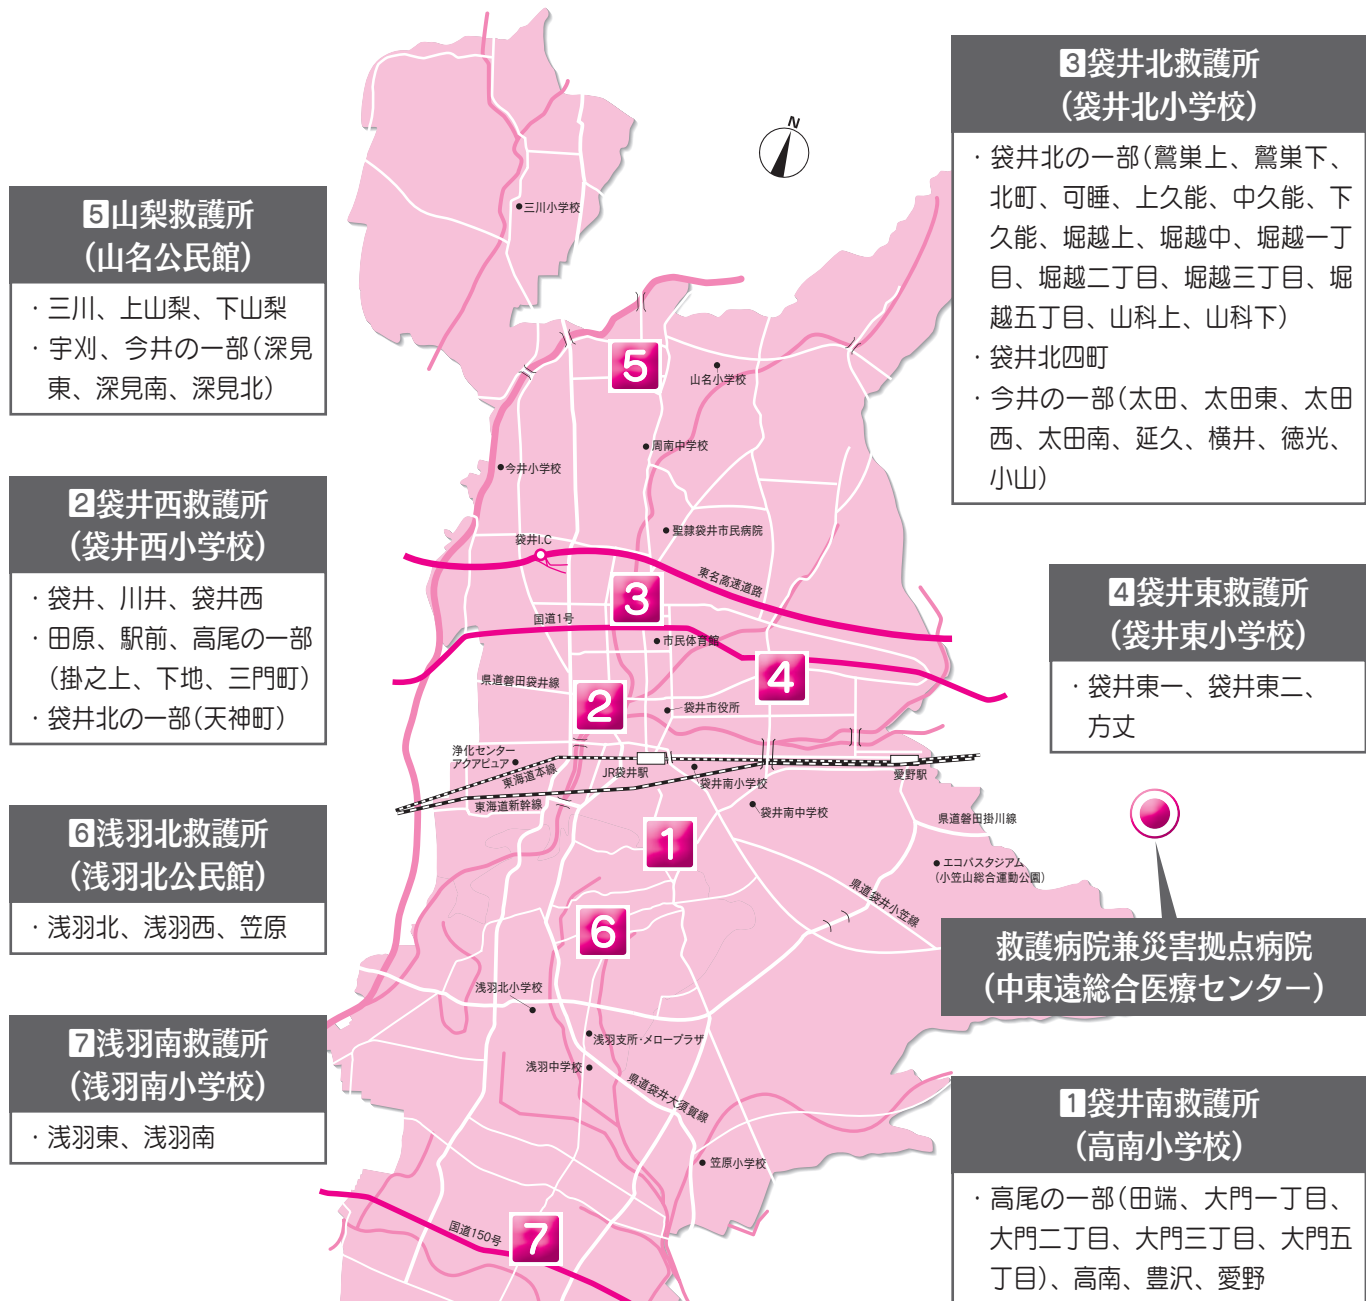 5山梨救護所
(山名公民館)
・三川、上山梨、下山梨
・宇刈、今井の一部(深見
東、深見南、深見北)
2袋井西救護所
(袋井西小学校)
・袋井、川井、袋井西
・田原、駅前、高尾の一部
(掛之上、下地、三門町)
・袋井北の一部(天神町)
6浅羽北救護所
(浅羽北公民館)
・浅羽北、浅羽西、笠原
7浅羽南救護所
(浅羽南小学校)
・浅羽東、浅羽南
N
三川小学校
5
山名小学校
周南中学校
今井小学校
聖隷袋井市民病院
袋井I.C
東名高速道路
3
国道1号
市民体育館
4
県道磐田袋井線
2
袋井市役所
浄化センター
アクアピュア
東海道本線
JR袋井駅
袋井南小学校
愛野駅
東海道新幹線
袋井南中学校
県道磐田掛川線
1
エコパスタジアム
(小笠山総合運動公園)
県道袋井小笠線
6
浅羽北小学校
浅羽支所・メロープラザ
浅羽中学校
県道袋井大須賀線
笠原小学校
国道150号
7
3袋井北救護所
(袋井北小学校)
・袋井北の一部(鷲巣上、鷲巣下、
北町、可睡、上久能、中久能、下
久能、堀越上、堀越中、堀越一丁
目、堀越二丁目、堀越三丁目、堀
越五丁目、山科上、山科下)
・袋井北四町
・今井の一部(太田、太田東、太田
西、太田南、延久、横井、徳光、
小山)
4袋井東救護所
(袋井東小学校)
・袋井東一、袋井東二、
方丈
救護病院兼災害拠点病院
(中東遠総合医療センター)
1袋井南救護所
(高南小学校)
・高尾の一部(田端、大門一丁目、
大門二丁目、大門三丁目、大門五
丁目)、高南、豊沢、愛野